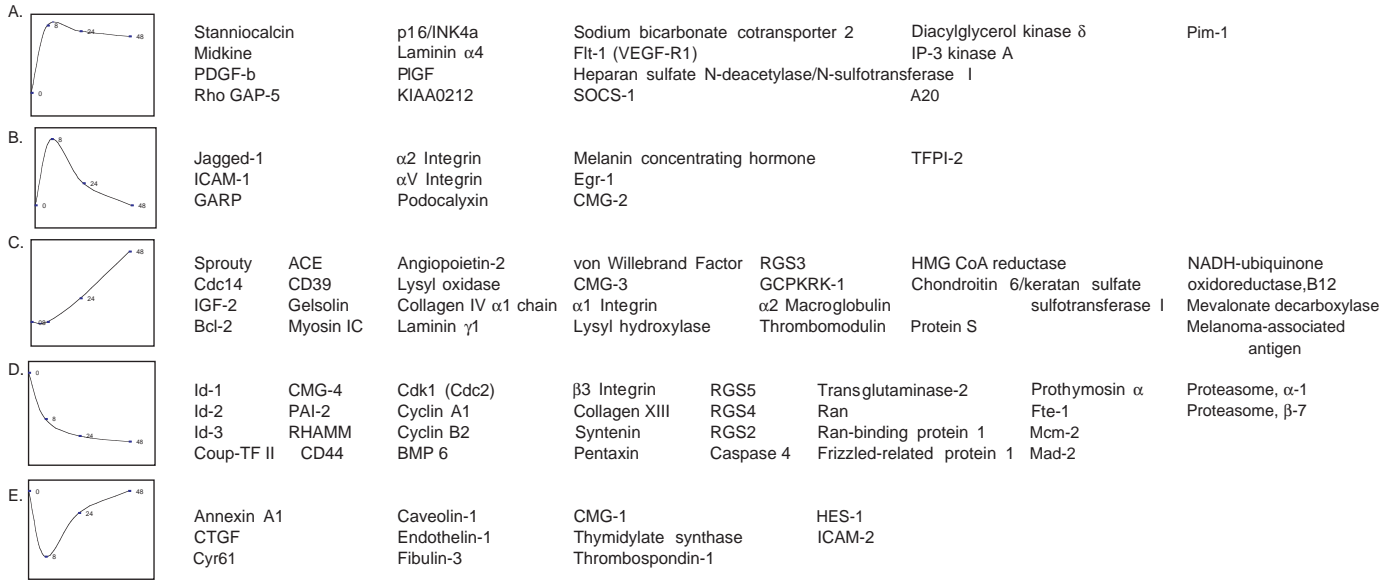 A.
8
24
48
0
Stanniocalcin p16/INK4a Sodium bicarbonate cotransporter 2 Diacylglycerol kinase δ Pim-1
Midkine Laminin α4 Flt-1 (VEGF-R1) IP-3 kinase A
PDGF-b PlGF Heparan sulfate N-deacetylase/N-sulfotransferase I
Rho GAP-5 KIAA0212 SOCS-1 A20
B.
8
24
0
48
Jagged-1 α2 Integrin Melanin concentrating hormone TFPI-2
ICAM-1 αV Integrin Egr-1
GARP Podocalyxin CMG-2
C.
48
24
08
Sprouty ACE Angiopoietin-2 von Willebrand Factor RGS3 HMG CoA reductase NADH-ubiquinone
Cdc14 CD39 Lysyl oxidase CMG-3 GCPKRK-1 Chondroitin 6/keratan sulfate oxidoreductase,B12
IGF-2 Gelsolin Collagen IV α1 chain α1 Integrin α2 Macroglobulin sulfotransferase I Mevalonate decarboxylase
Bcl-2 Myosin IC Laminin γ1 Lysyl hydroxylase Thrombomodulin Protein S Melanoma-associated
antigen
D.
0
8
24
48
Id-1 CMG-4 Cdk1 (Cdc2) β3 Integrin RGS5 Transglutaminase-2 Prothymosin α Proteasome, α-1
Id-2 PAI-2 Cyclin A1 Collagen XIII RGS4 Ran Fte-1 Proteasome, β-7
Id-3 RHAMM Cyclin B2 Syntenin RGS2 Ran-binding protein 1 Mcm-2
Coup-TF II CD44 BMP 6 Pentaxin Caspase 4 Frizzled-related protein 1 Mad-2
E.
0
48
24
8
Annexin A1 Caveolin-1 CMG-1 HES-1
CTGF Endothelin-1 Thymidylate synthase ICAM-2
Cyr61 Fibulin-3 Thrombospondin-1